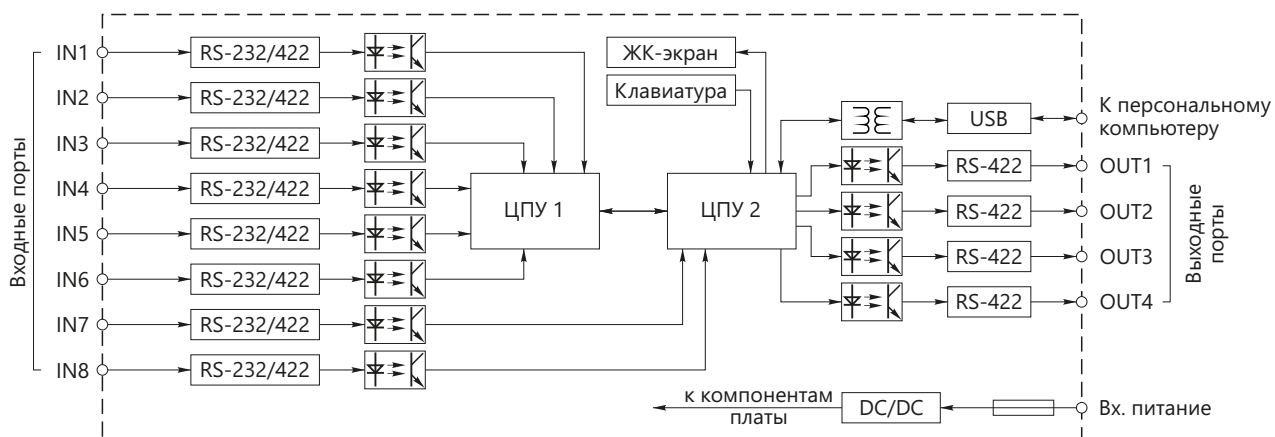 Входные порты
IN1
RS-232/422
IN2
RS-232/422
IN3
RS-232/422
IN4
RS-232/422
IN5
RS-232/422
IN6
RS-232/422
IN7
RS-232/422
IN8
RS-232/422
ЦПУ 1
ЖК-экран
Клавиатура
ЦПУ 2
USB
К персональному
компьютеру
RS-422
OUT1
RS-422
OUT2
RS-422
OUT3
RS-422
OUT4
Выходные
порты
к компонентам
платы
DC/DC
Вх. питание